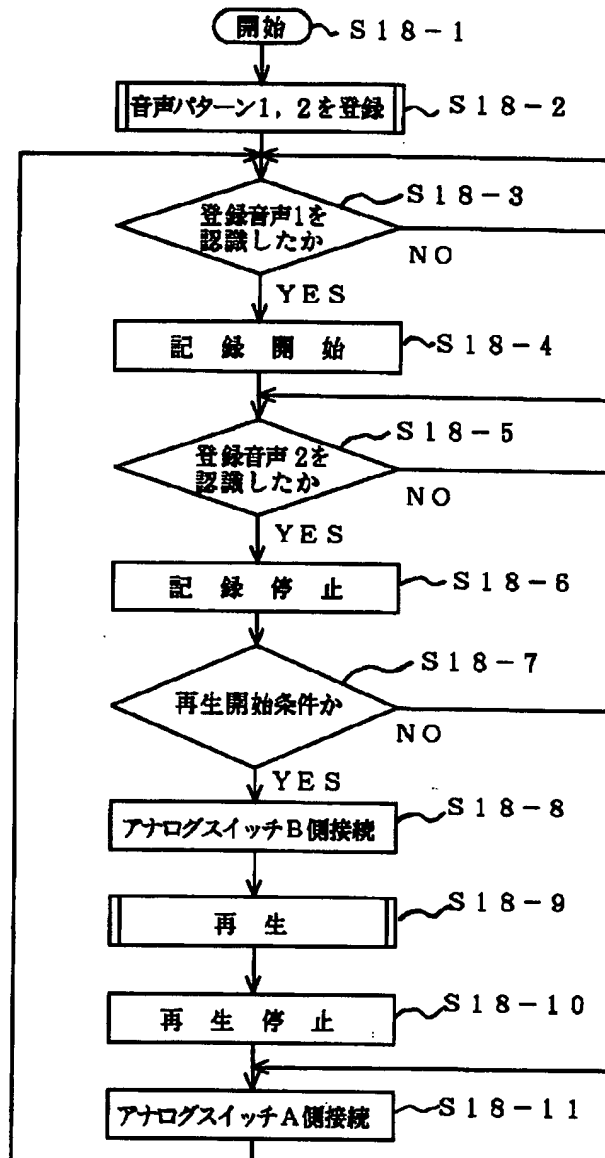 開始
S18-1
音声パターン1,2を登録
S18-2
登録音声1を
認識したか
S18-3
NO
YES
記録開始
S18-4
登録音声2を
認識したか
S18-5
NO
YES
記録停止
S18-6
再生開始条件か
S18-7
NO
YES
アナログスイッチB側接続
S18-8
再生
S18-9
再生停止
S18-10
アナログスイッチA側接続
S18-11